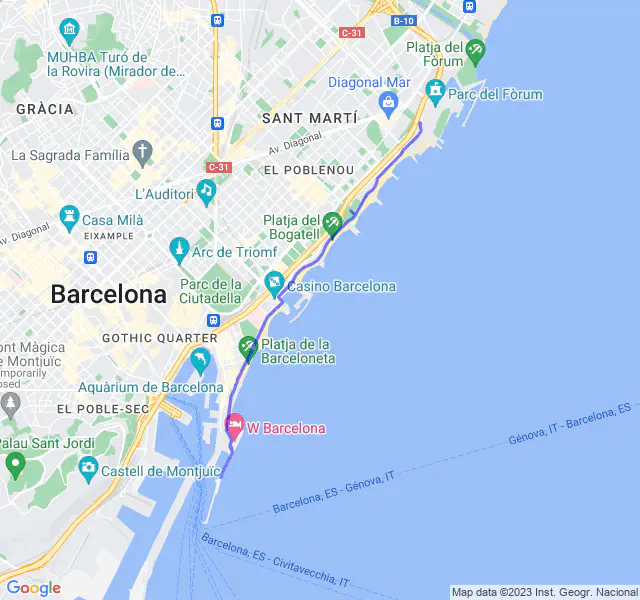 B-10
C-31
Platja del
Fòrum
MUHBA Turó de
la Rovira (Mirador de…
Diagonal Mar
Parc del Fòrum
GRÀCIA
SANT MARTÍ
Av. Diagonal
La Sagrada Família
C-31
EL POBLENOU
L'Auditori
Casa Milà
Platja del
Bogatell
Av. Diagonal
EIXAMPLE
Arc de Triomf
Parc de la
Ciutadella
Casino Barcelona
Barcelona
GOTHIC QUARTER
Platja de la
Barceloneta
ont Màgica
e Montjuïc
emporarily
osed
Aquàrium de Barcelona
EL POBLE-SEC
W Barcelona
Palau Sant Jordi
Castell de Montjuïc
Génova, IT - Barcelona, ES
Barcelona, ES - Génova, IT
Barcelona, ES - Civitavecchia, IT
Google
Map data ©2023 Inst. Geogr. Nacional